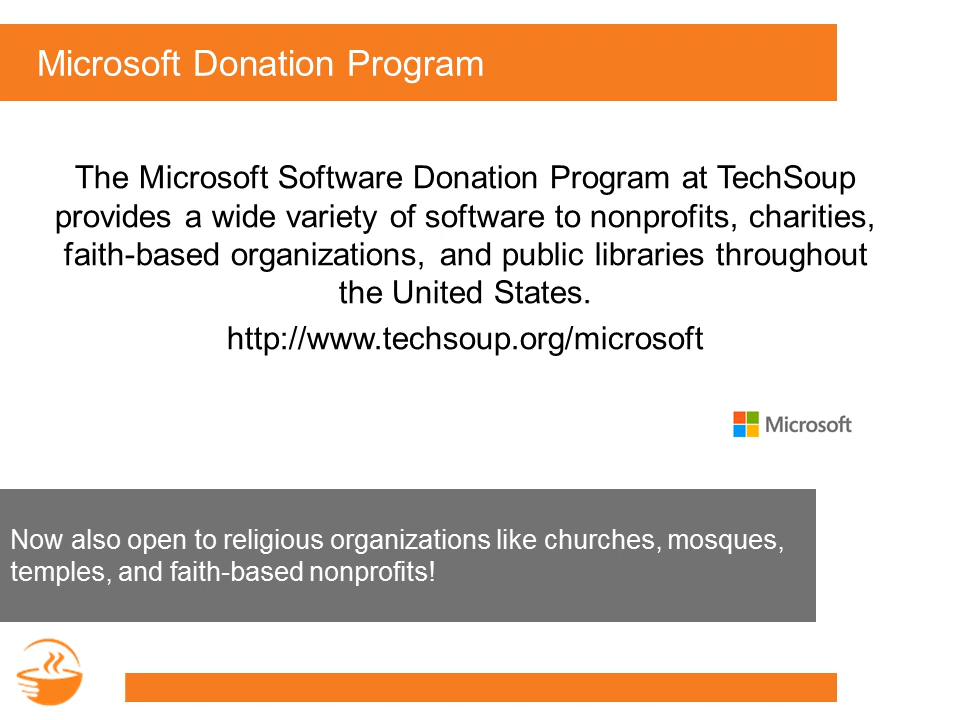 Microsoft Donation Program
The Microsoft Software Donation Program at TechSoup
provides a wide variety of software to nonprofits, charities,
faith-based organizations, and public libraries throughout
the United States.
http://www.techsoup.org/microsoft
Microsoft
Now also open to religious organizations like churches, mosques,
temples, and faith-based nonprofits!